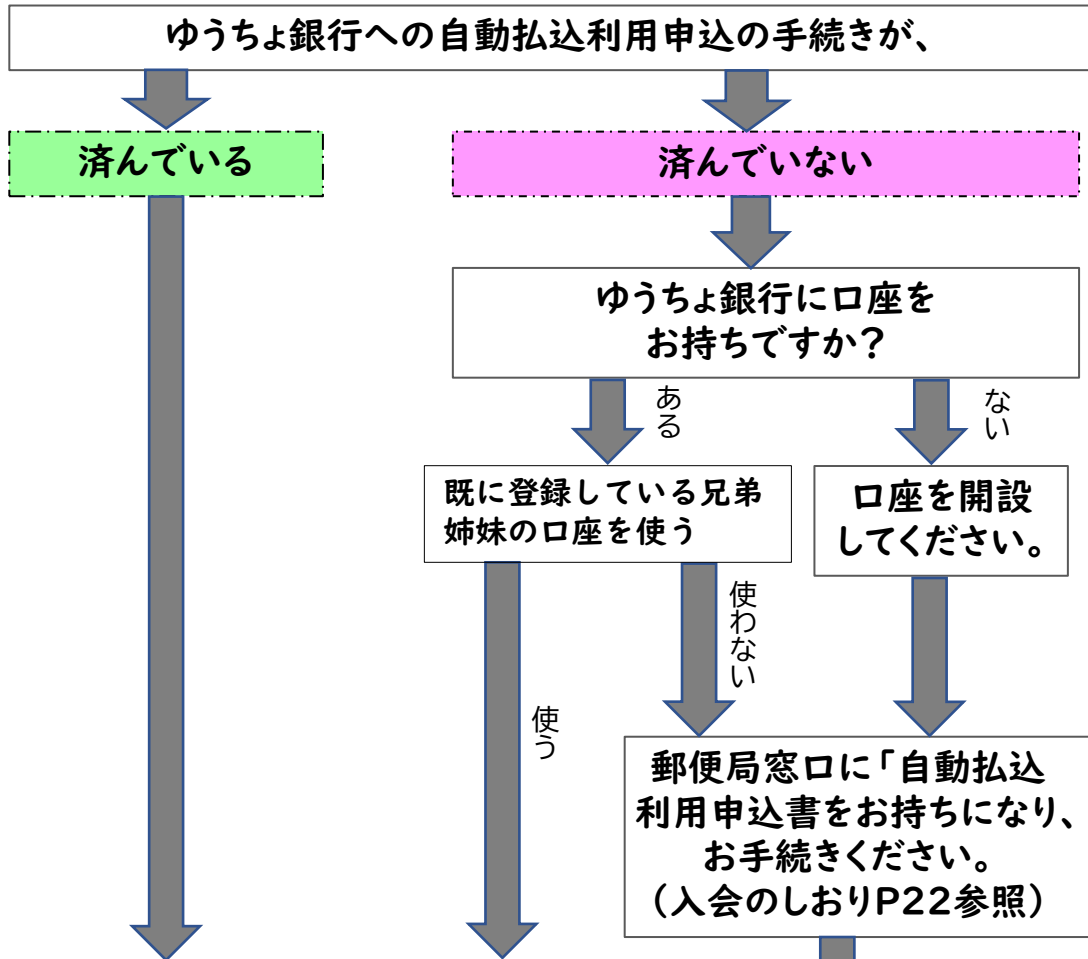 ゆうちょ銀行への自動払込利用申込の手続きが、
済んでいる
済んでいない
ゆうちょ銀行に口座を
お持ちですか?
ある
ない
既に登録している兄弟
姉妹の口座を使う
口座を開設
してください。
使わない
使う
郵便局窓口に「自動払込
利用申込書をお持ちになり、
お手続きください。
(入会のしおりP22参照)